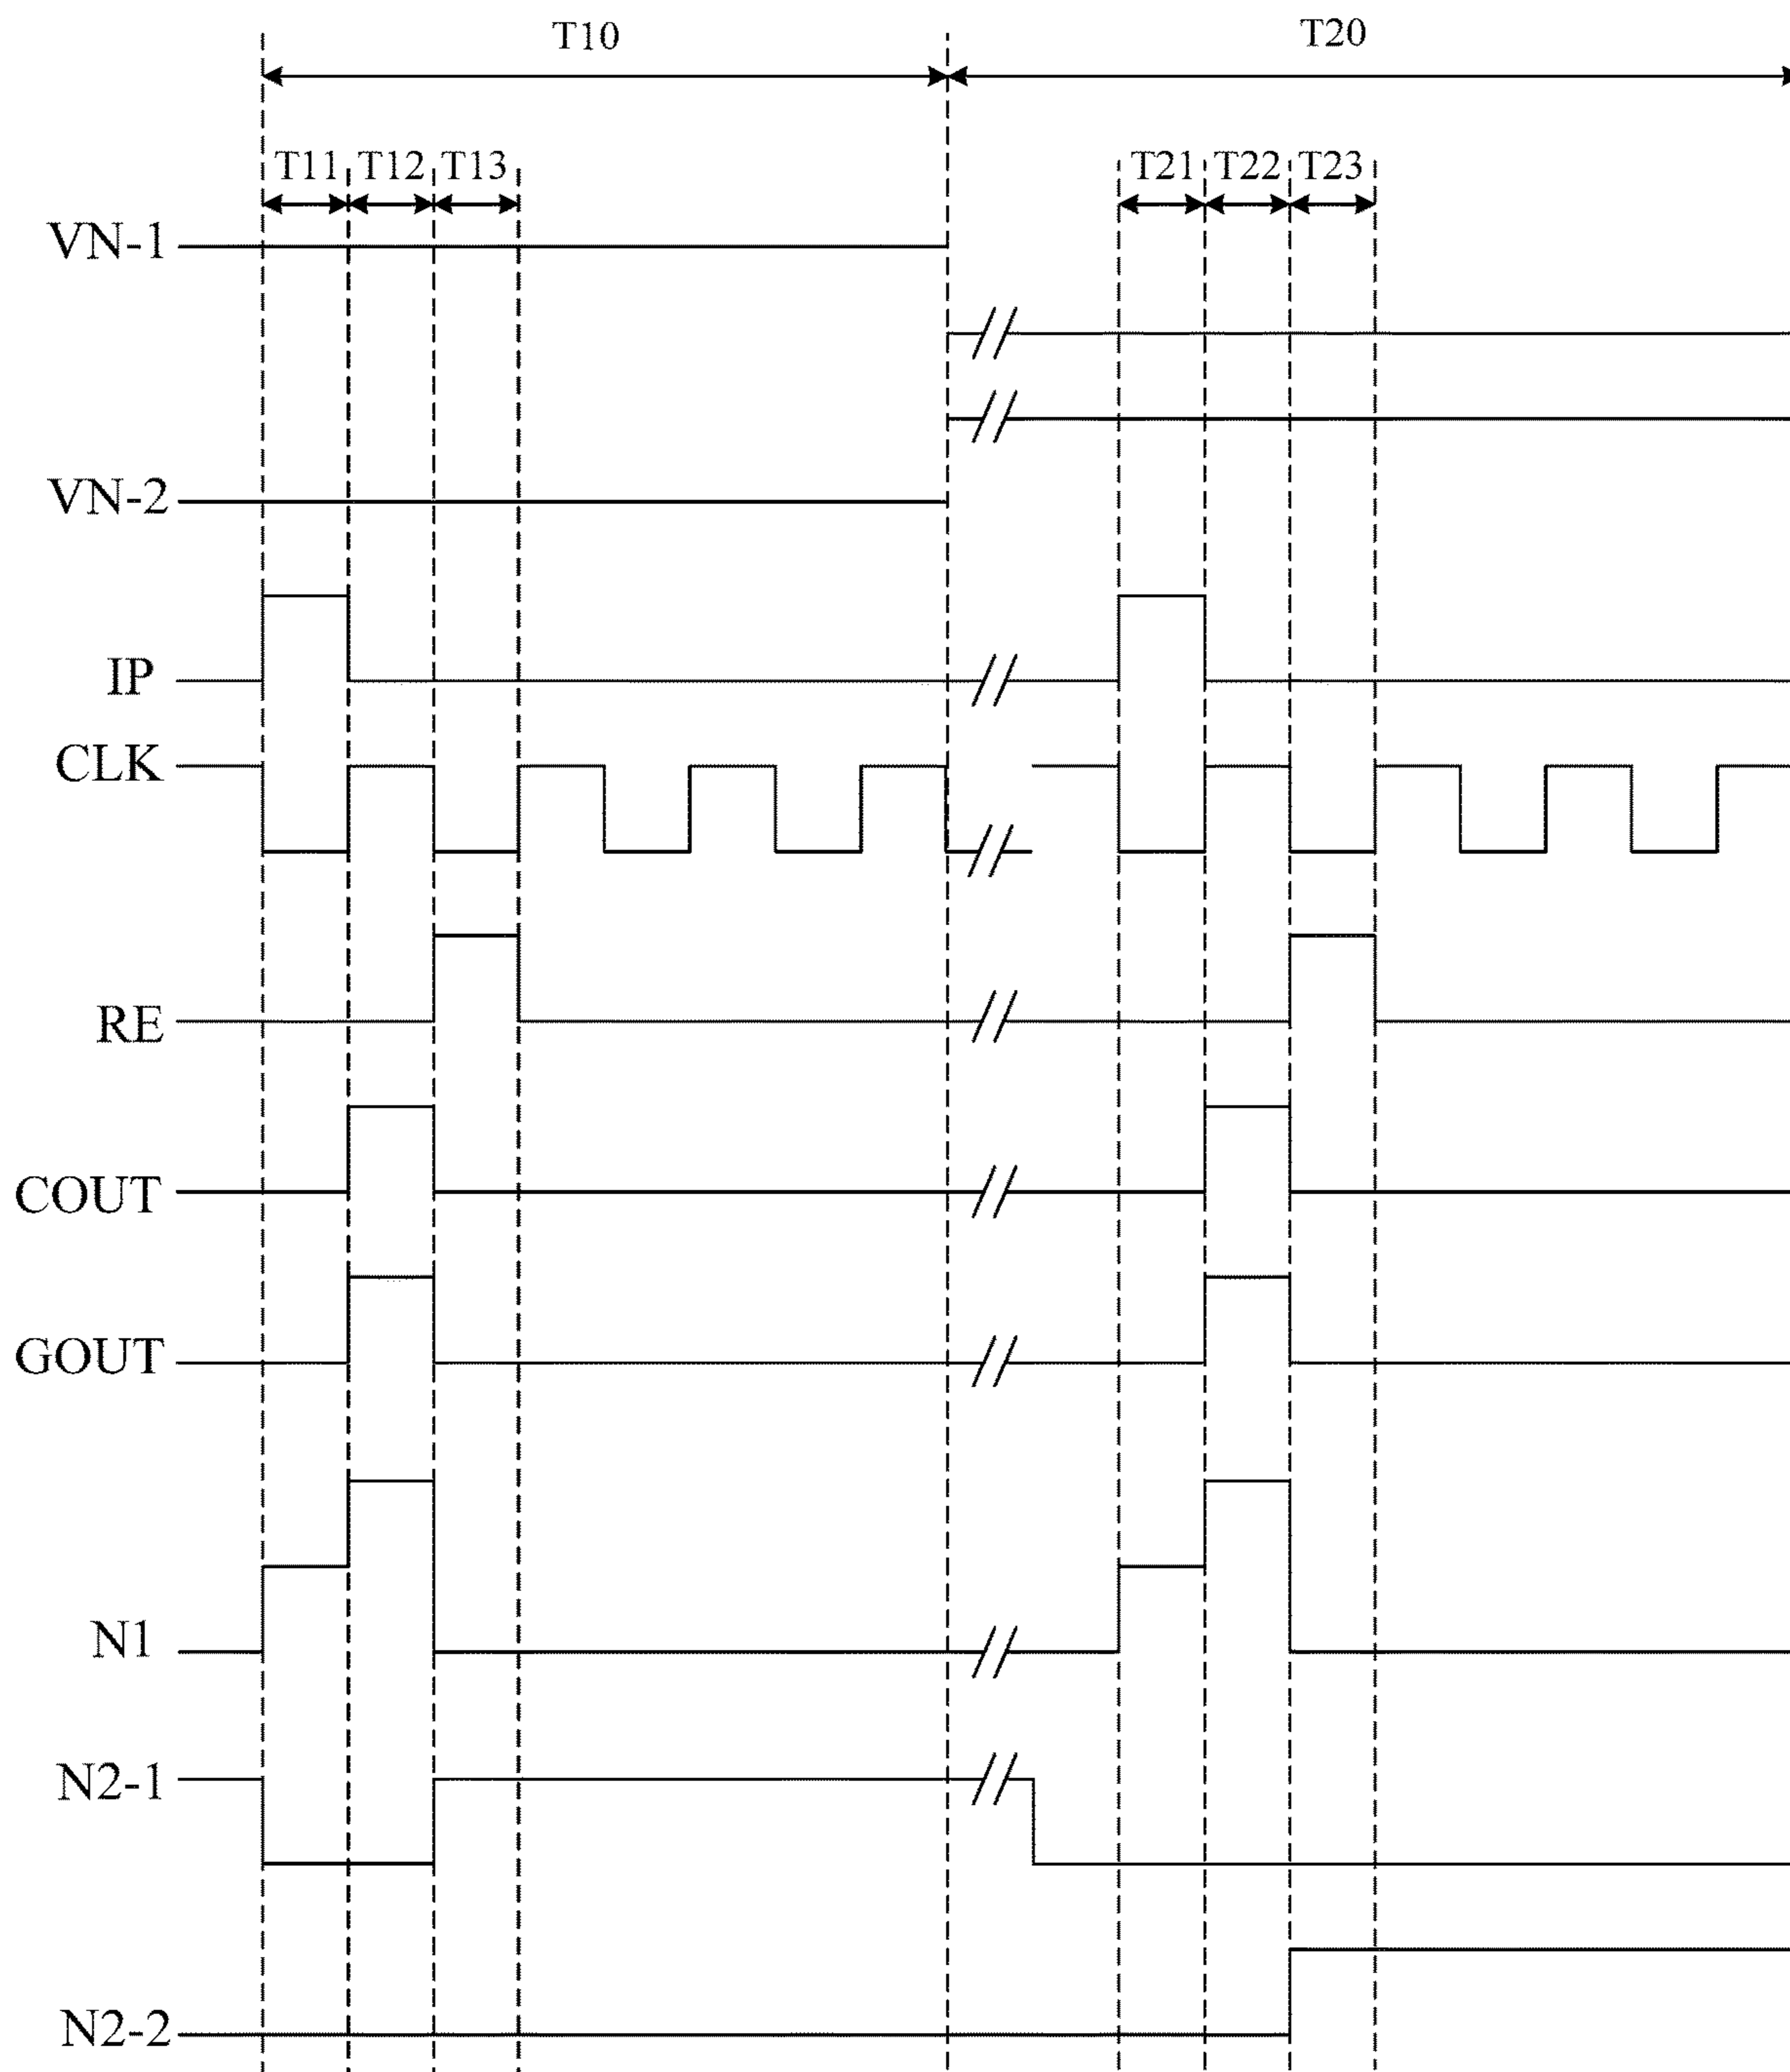 T10 T20
T11 T12 T13 T21 T22 T23
VN-1
VN-2
IP
CLK
RE
COUT
GOUT
N1
N2-1
N2-2